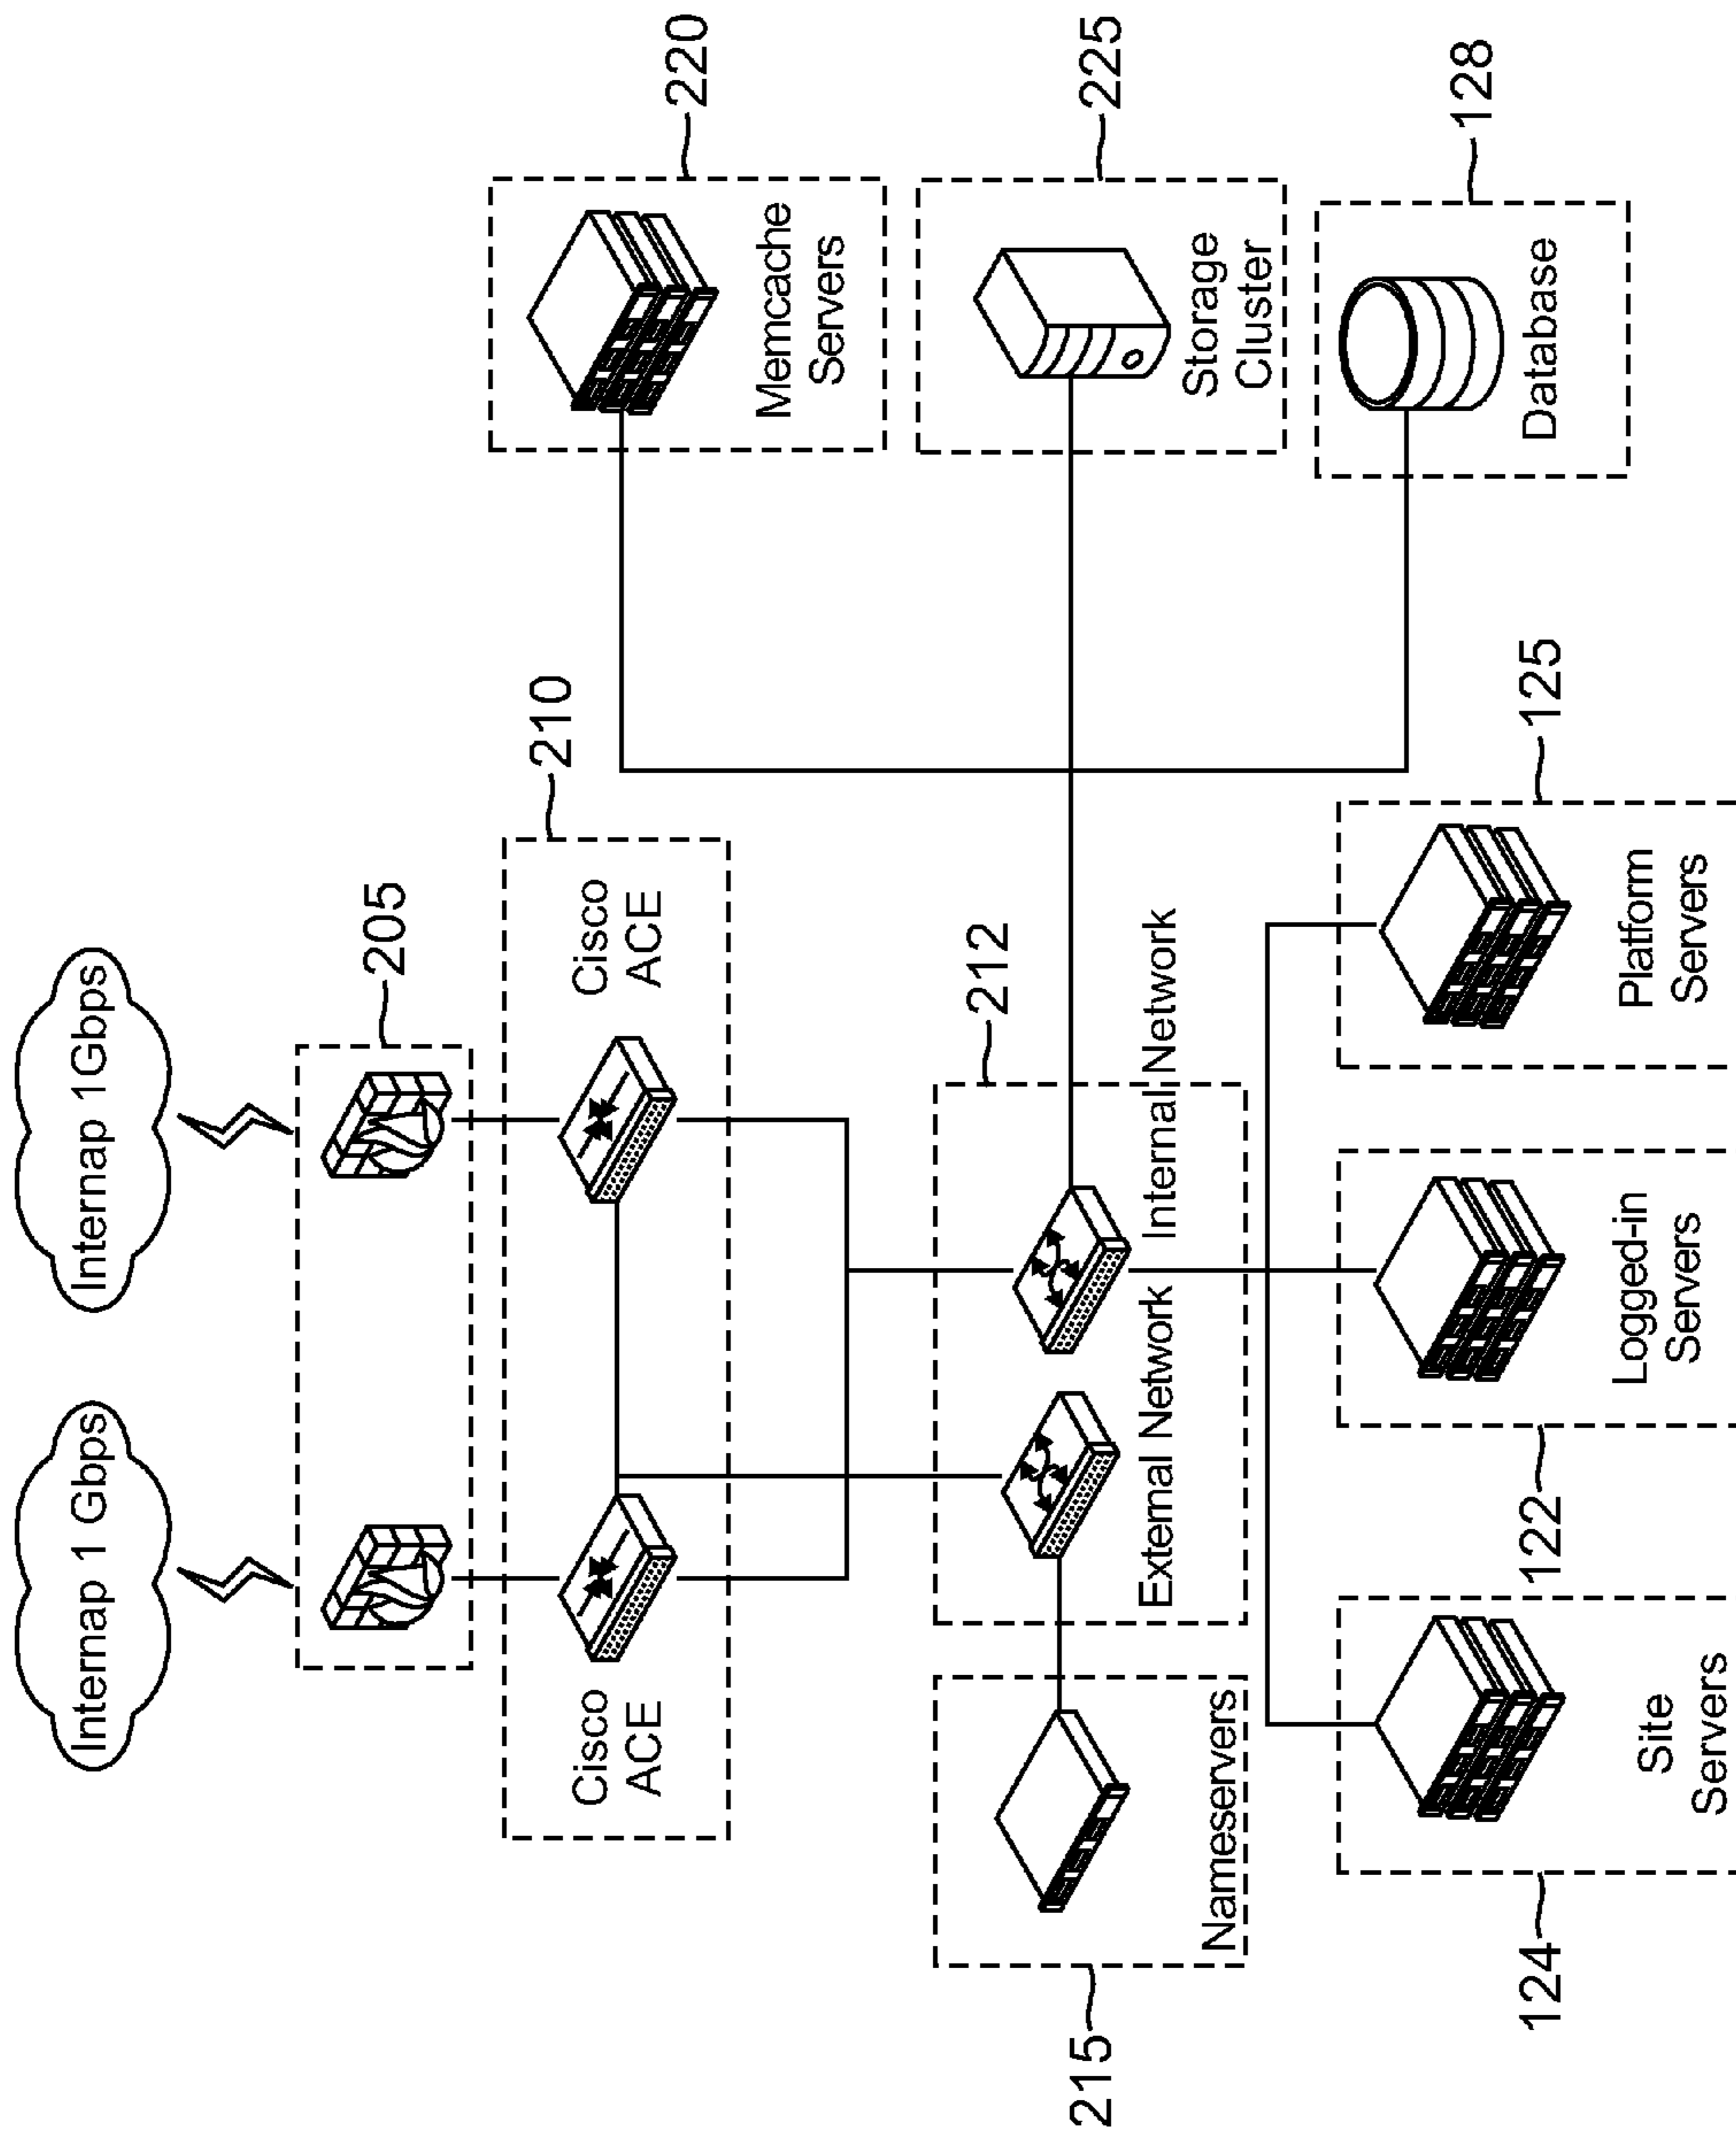 Internap 1 Gbps
Internap 1Gbps
205
210
Cisco
ACE
Cisco
ACE
220
Memcache
Servers
212
External Network
Internal Network
215
Nameservers
225
Storage
Cluster
128
Database
124
Site
Servers
122
Logged-in
Servers
125
Platform
Servers